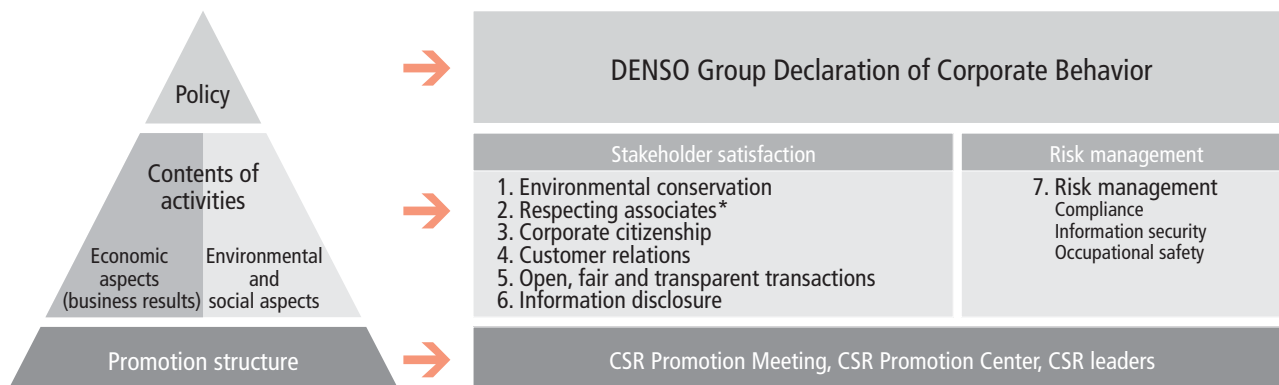 Policy
DENSO Group Declaration of Corporate Behavior
Contents of
activities
Economic
aspects
(business results)
Environmental
and
social aspects
Stakeholder satisfaction
1. Environmental conservation
2. Respecting associates*
3. Corporate citizenship
4. Customer relations
5. Open, fair and transparent transactions
6. Information disclosure
Risk management
7. Risk management
Compliance
Information security
Occupational safety
Promotion structure
CSR Promotion Meeting, CSR Promotion Center, CSR leaders